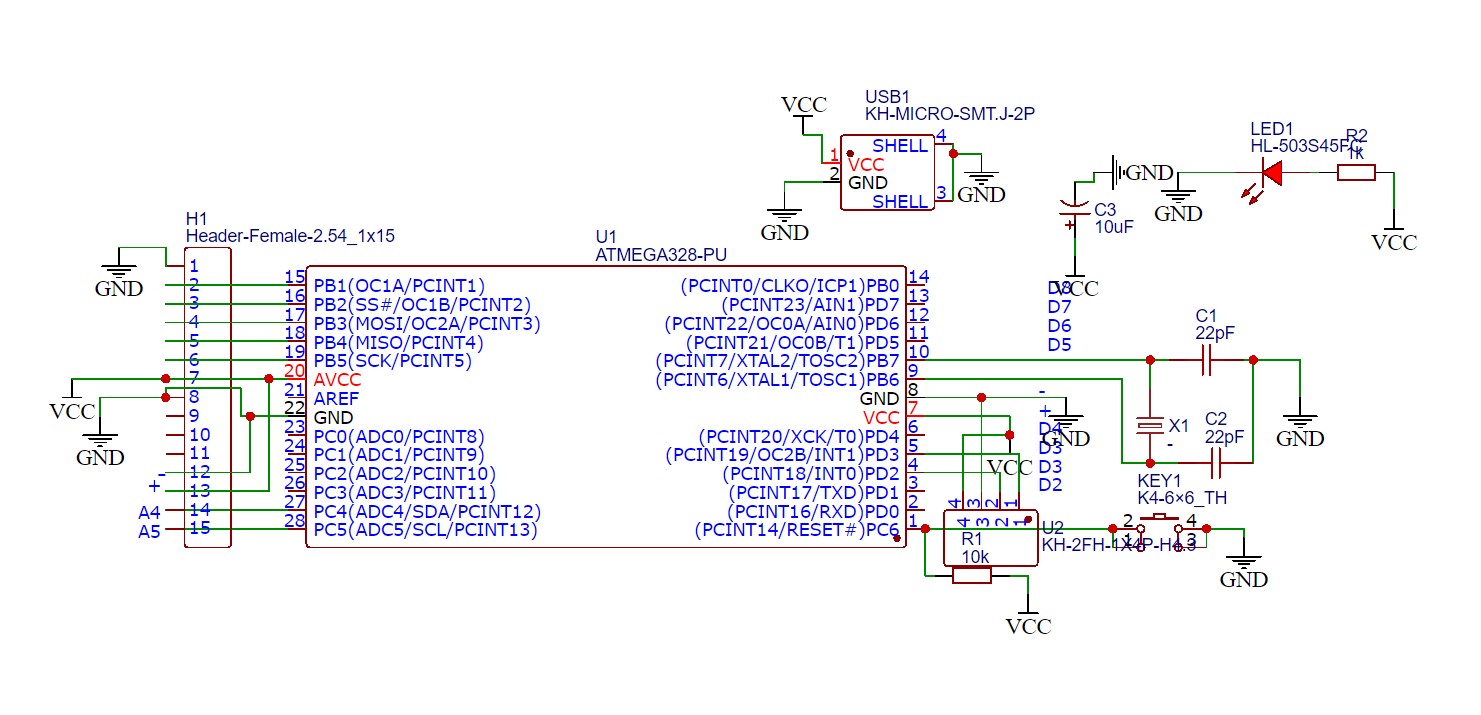 VCC
USB1
KH-MICRO-SMT.J-2P
1
VCC
2
GND
SHELL
4
SHELL
3
GND
GND
GND
C3
10uF
VCC
LED1
HL-503S45FC
R2
1k
GND
VCC
H1
Header-Female-2.54_1x15
GND
1
2
3
4
5
6
7
8
9
10
11
12
13
14
15
VCC
GND
-
+
A4
A5
U1
ATMEGA328-PU
15 PB1(OC1A/PCINT1)
16 PB2(SS#/OC1B/PCINT2)
17 PB3(MOSI/OC2A/PCINT3)
18 PB4(MISO/PCINT4)
19 PB5(SCK/PCINT5)
20 AVCC
21 AREF
22 GND
23 PC0(ADC0/PCINT8)
24 PC1(ADC1/PCINT9)
25 PC2(ADC2/PCINT10)
26 PC3(ADC3/PCINT11)
27 PC4(ADC4/SDA/PCINT12)
28 PC5(ADC5/SCL/PCINT13)
(PCINT0/CLKO/ICP1)PB0 14
(PCINT23/AIN1)PD7 13
(PCINT22/OC0A/AIN0)PD6 12
(PCINT21/OC0B/T1)PD5 11
(PCINT7/XTAL2/TOSC2)PB7 10
(PCINT6/XTAL1/TOSC1)PB6 9
GND 8
VCC 7
(PCINT20/XCK/T0)PD4 6
(PCINT19/OC2B/INT1)PD3 5
(PCINT18/INT0)PD2 4
(PCINT17/TXD)PD1 3
(PCINT16/RXD)PD0 2
(PCINT14/RESET#)PC6 1
D8
D7
D6
D5
-
+
D4
D3
D3
D2
GND
VCC
4 3 2 1
4 3 2 1
U2
KH-2FH-1X4P-H4.3
R1
10k
VCC
C1
22pF
X1
-
C2
22pF
GND
KEY1
K4-6×6_TH
2
4
1
3
GND